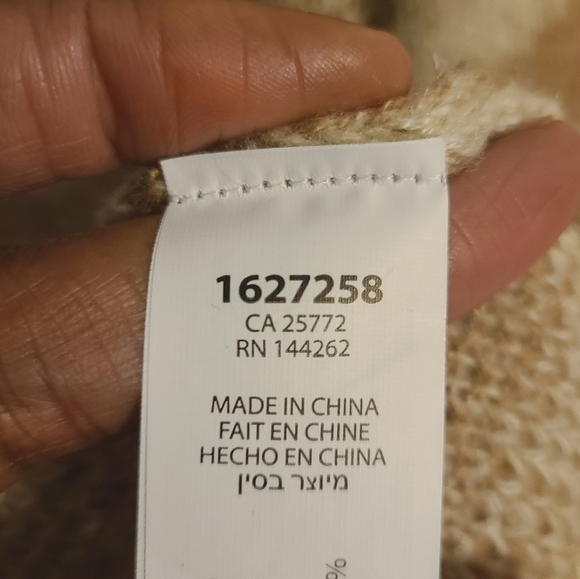 1627258
CA 25772
RN 144262
MADE IN CHINA
FAIT EN CHINE
HECHO EN CHINA
מיוצר בסין
%